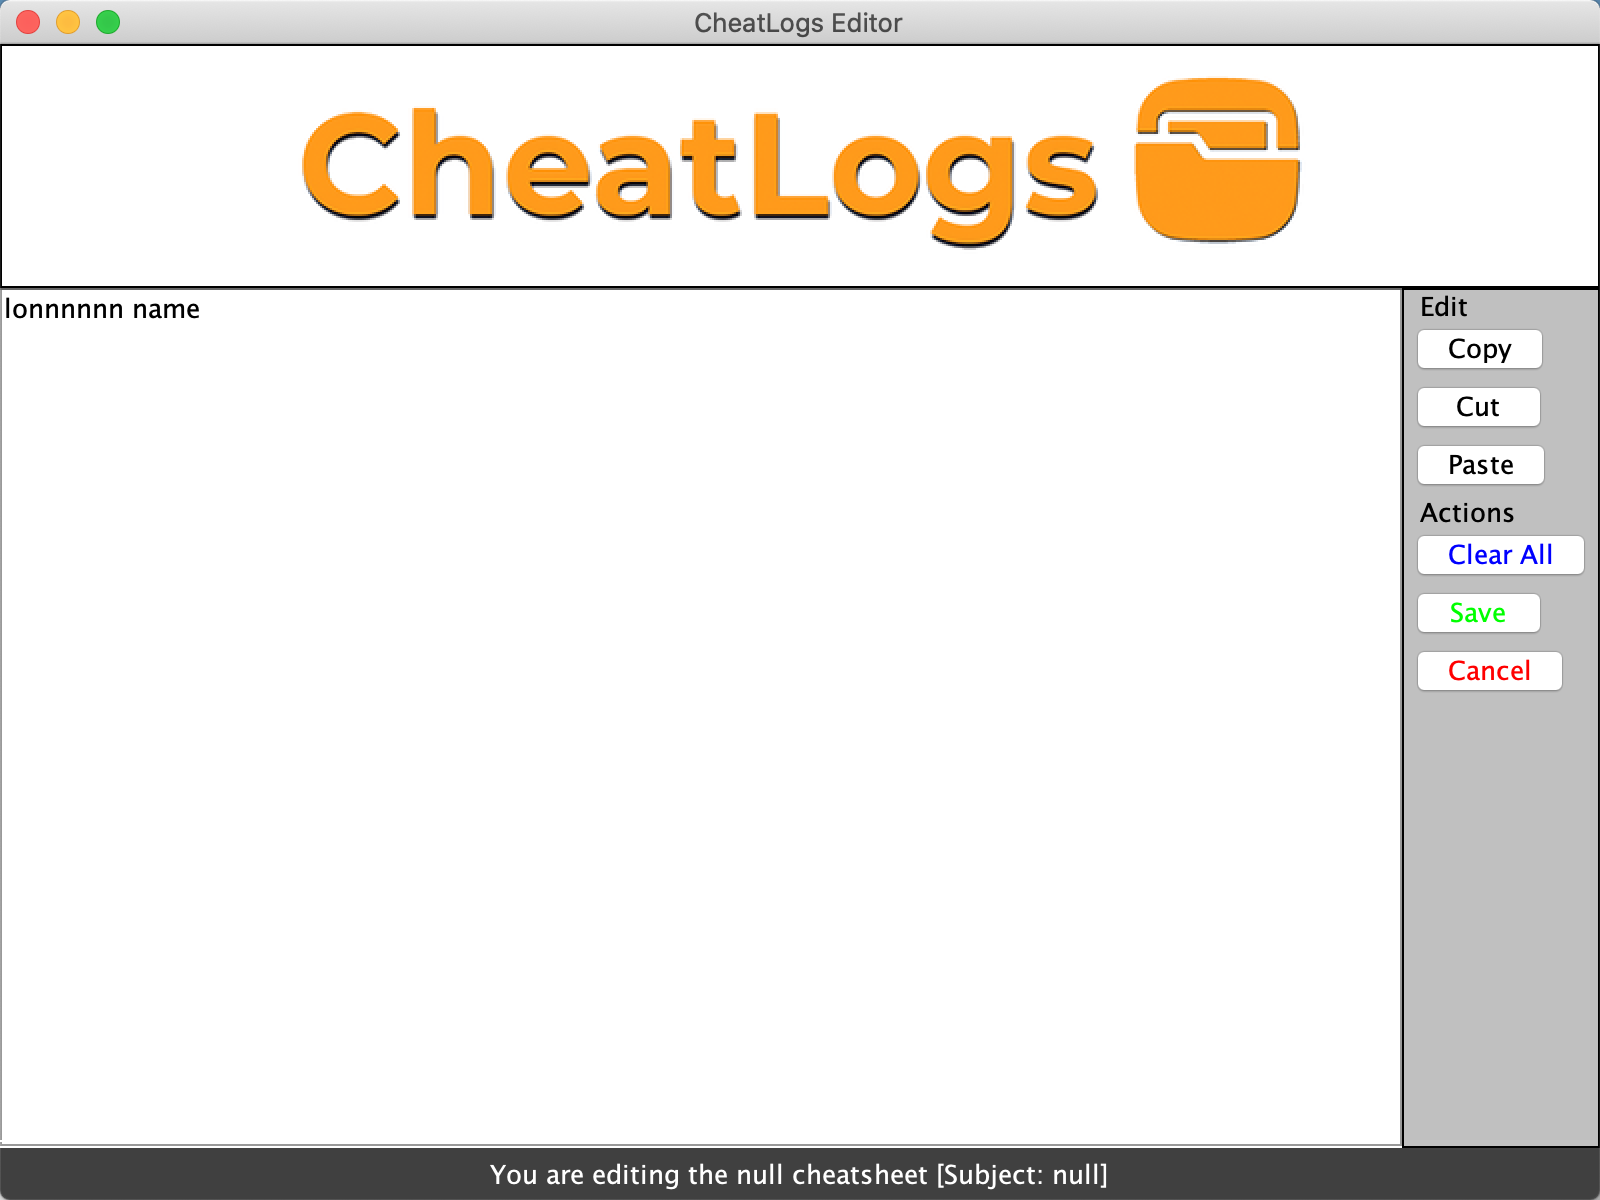 CheatLogs Editor
CheatLogs
lonnnnnn name
Edit
Copy
Cut
Paste
Actions
Clear All
Save
Cancel
You are editing the null cheatsheet [Subject: null]